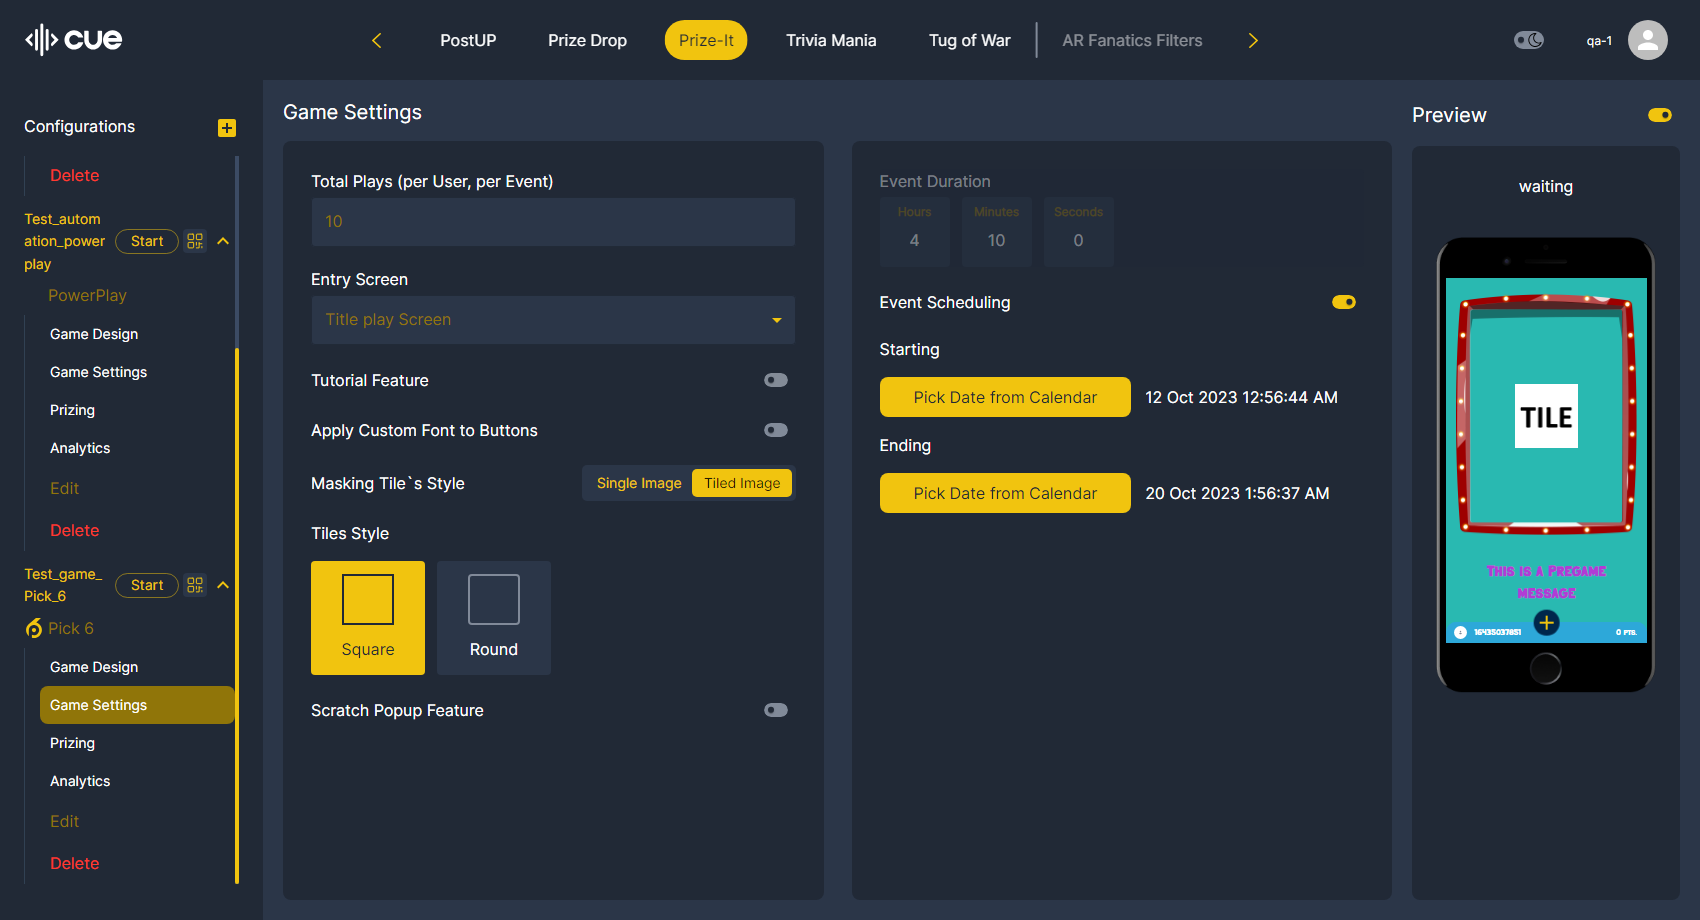 cue
PostUP
Prize Drop
Prize-It
Trivia Mania
Tug of War
AR Fanatics Filters
qa-1
Configurations
Delete
Test_autom
ation_power
play
Start
PowerPlay
Game Design
Game Settings
Prizing
Analytics
Edit
Delete
Test_game_
Pick_6
Start
Pick 6
Game Design
Game Settings
Prizing
Analytics
Edit
Delete
Game Settings
Total Plays (per User, per Event)
10
Entry Screen
Title play Screen
Tutorial Feature
Apply Custom Font to Buttons
Masking Tile`s Style
Single Image
Tiled Image
Tiles Style
Square
Round
Scratch Popup Feature
Event Duration
Hours
Minutes
Seconds
4
10
0
Event Scheduling
Starting
Pick Date from Calendar
12 Oct 2023 12:56:44 AM
Ending
Pick Date from Calendar
20 Oct 2023 1:56:37 AM
Preview
waiting
TILE
This is a Pregame
message
16435037851
0 PTS.